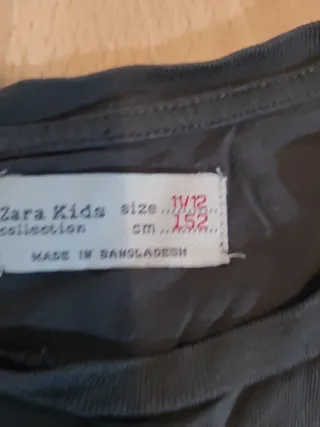 Zara Kids size..11/12
collection cm...152
MADE IN BANGLADESH